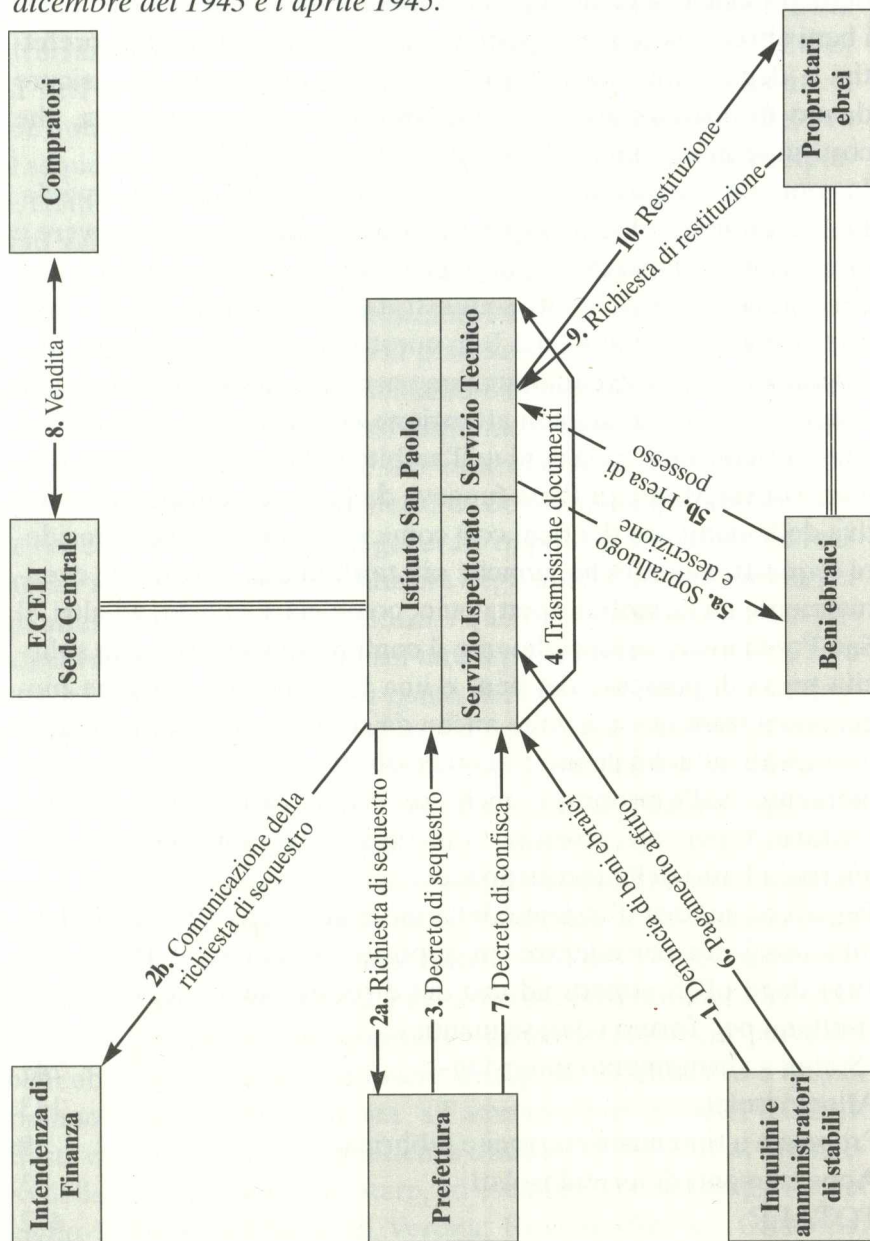 dicembre del 1943 e l'aprile 1945.
Intendenza di
Finanza
2b. Comunicazione della
richiesta di sequestro
EGELI
Sede Centrale
8. Vendita
Compratori
Prefettura
2a. Richiesta di sequestro
3. Decreto di sequestro
7. Decreto di confisca
Istituto San Paolo
Servizio Ispettorato
Servizio Tecnico
4. Trasmissione documenti
Inquilini e
amministratori
di stabili
1. Denuncia di beni ebraici
6. Pagamento affitto
5a. Sopralluogo
e descrizione
5b. Presa di
possesso
Beni ebraici
9. Richiesta di restituzione
10. Restituzione
Proprietari
ebrei